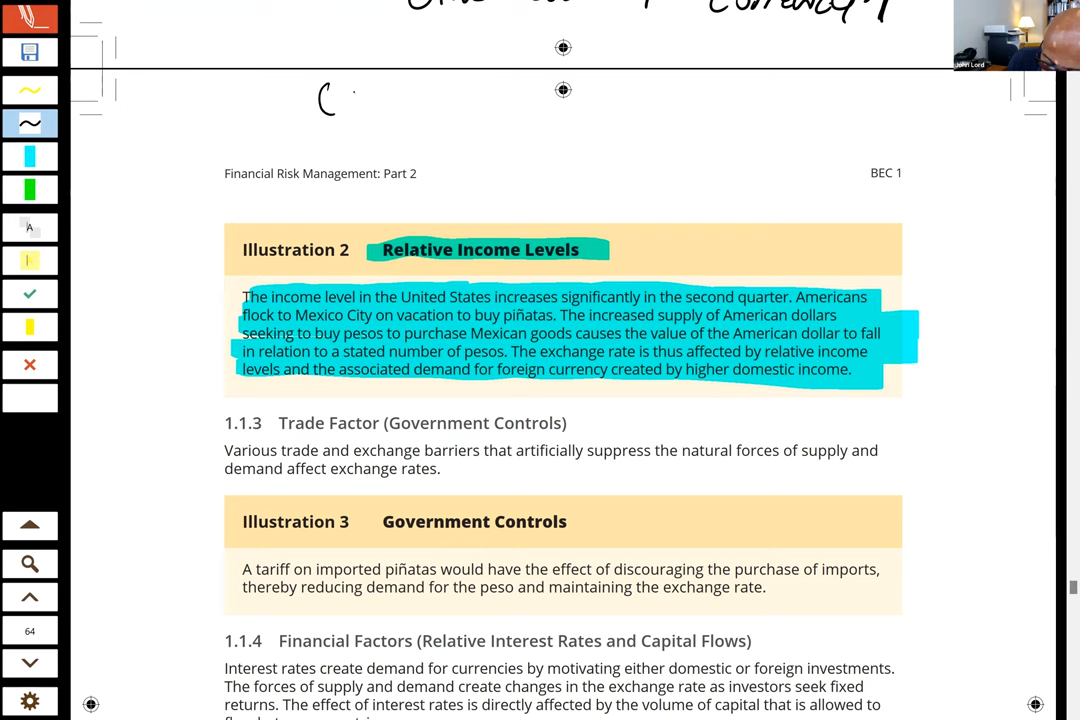 currency
John Lord
(
Financial Risk Management: Part 2
BEC 1
Illustration 2 Relative Income Levels
The income level in the United States increases significantly in the second quarter. Americans
flock to Mexico City on vacation to buy piñatas. The increased supply of American dollars
seeking to buy pesos to purchase Mexican goods causes the value of the American dollar to fall
in relation to a stated number of pesos. The exchange rate is thus affected by relative income
levels and the associated demand for foreign currency created by higher domestic income.
1.1.3 Trade Factor (Government Controls)
Various trade and exchange barriers that artificially suppress the natural forces of supply and
demand affect exchange rates.
Illustration 3 Government Controls
A tariff on imported piñatas would have the effect of discouraging the purchase of imports,
thereby reducing demand for the peso and maintaining the exchange rate.
64
1.1.4 Financial Factors (Relative Interest Rates and Capital Flows)
Interest rates create demand for currencies by motivating either domestic or foreign investments.
The forces of supply and demand create changes in the exchange rate as investors seek fixed
returns. The effect of interest rates is directly affected by the volume of capital that is allowed to